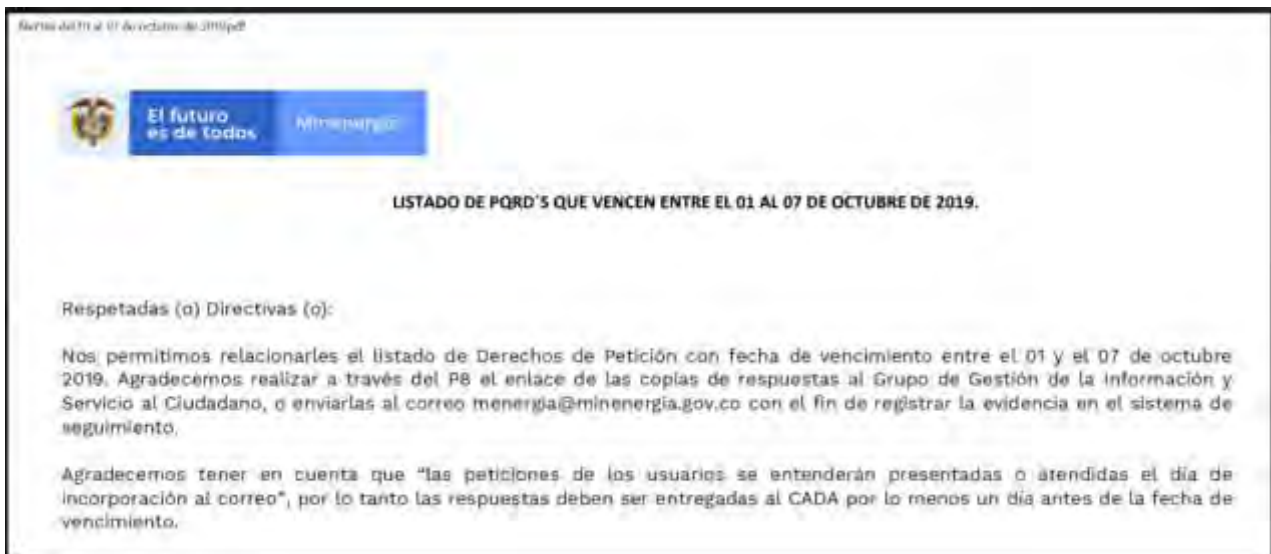 El futuro
es de todos
Minenergía
LISTADO DE PQRD´S QUE VENCEN ENTRE EL 01 AL 07 DE OCTUBRE DE 2019.
Respetadas (o) Directivas (o):
Nos permitimos relacionarles el listado de Derechos de Petición con fecha de vencimiento entre el 01 y el 07 de octubre
2019. Agradecemos realizar a través del P8 el enlace de las copias de respuestas al Grupo de Gestión de la Información y
Servicio al Ciudadano, o enviarlas al correo menergia@minenergia.gov.co con el fin de registrar la evidencia en el sistema de
seguimiento.
Agradecemos tener en cuenta que “las peticiones de los usuarios se entenderán presentadas o atendidas el día de
incorporación al correo”, por lo tanto las respuestas deben ser entregadas al CADA por lo menos un día antes de la fecha de
vencimiento.